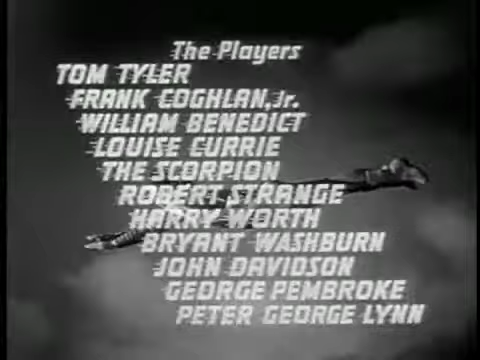 The Players
TOM TYLER
FRANK COGHLAN, Jr.
WILLIAM BENEDICT
LOUISE CURRIE
THE SCORPION
ROBERT STRANGE
HARRY WORTH
BRYANT WASHBURN
JOHN DAVIDSON
GEORGE PEMBROKE
PETER GEORGE LYNN